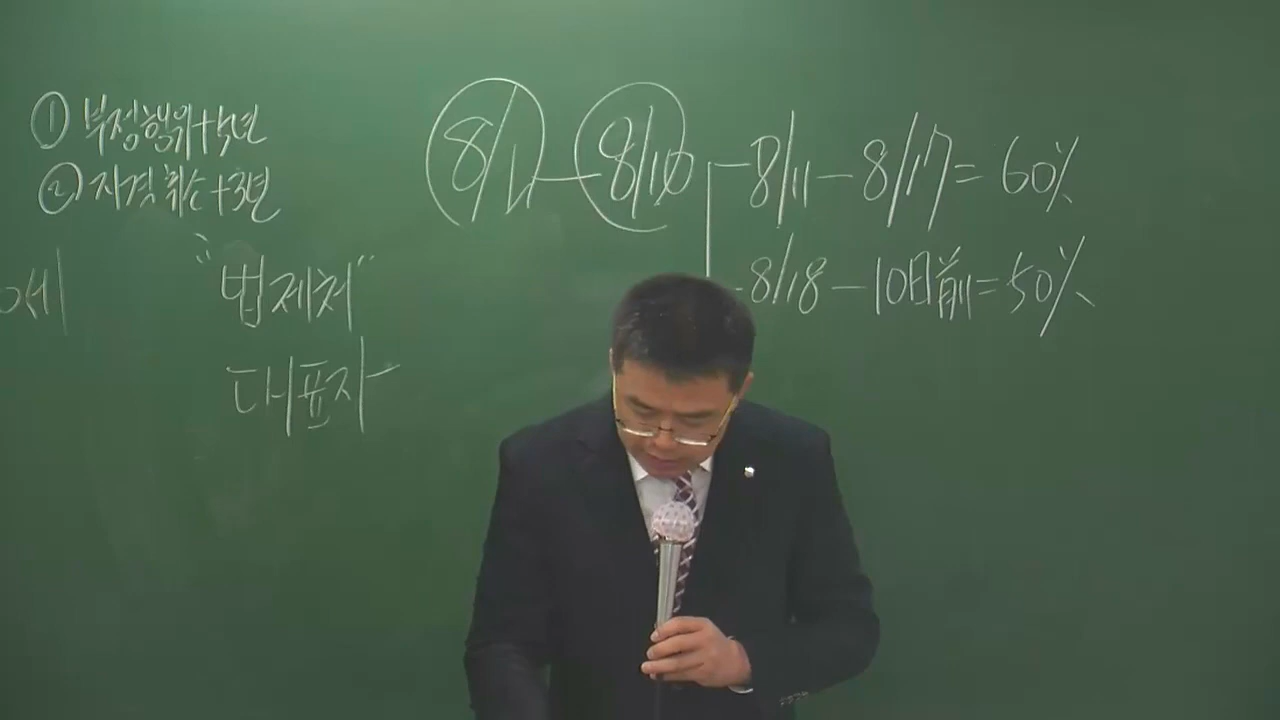 ① 부정행위+5년
② 자격취소+3년
"법제처"
대표자
8/1 — 8/10
8/11 — 8/17 = 60%
8/18 — 10日前 = 50%